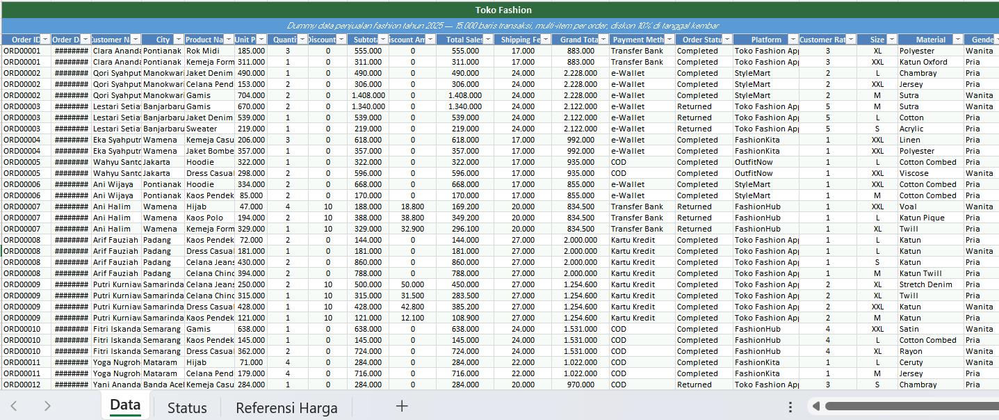 Toko Fashion
Dummy data penjualan fashion tahun 2025 — 15.000 baris transaksi, multi-item per order, diskon 10% di tanggal kembar
Order ID Order D Customer N City Product Na Unit P Quanti Discount Subtota Discount Am Total Sales Shipping Fe Grand Tota Payment Meth Order Statu Platform Customer Rat Size Material Gende
ORD00001 ######## Clara Ananda Pontianak Rok Midi 185.000 3 0 555.000 0 555.000 17.000 883.000 Transfer Bank Completed Toko Fashion App 3 XL Polyester Wanita
ORD00001 ######## Clara Ananda Pontianak Kemeja Form 311.000 1 0 311.000 0 311.000 17.000 883.000 Transfer Bank Completed Toko Fashion App 3 XXL Katun Oxford Pria
ORD00002 ######## Qori Syahput Manokwari Jaket Denim 490.000 1 0 490.000 0 490.000 24.000 2.228.000 e-Wallet Completed StyleMart 2 L Chambray Pria
ORD00002 ######## Qori Syahput Manokwari Celana Pend 153.000 2 0 306.000 0 306.000 24.000 2.228.000 e-Wallet Completed StyleMart 2 XXL Jersey Pria
ORD00002 ######## Qori Syahput Manokwari Gamis 704.000 2 0 1.408.000 0 1.408.000 24.000 2.228.000 e-Wallet Completed StyleMart 2 M Sutra Wanita
ORD00003 ######## Lestari Setia Banjarbaru Gamis 670.000 2 0 1.340.000 0 1.340.000 24.000 2.122.000 e-Wallet Returned Toko Fashion App 5 M Sutra Wanita
ORD00003 ######## Lestari Setia Banjarbaru Jaket Denim 539.000 1 0 539.000 0 539.000 24.000 2.122.000 e-Wallet Returned Toko Fashion App 5 L Cotton Pria
ORD00003 ######## Lestari Setia Banjarbaru Sweater 219.000 1 0 219.000 0 219.000 24.000 2.122.000 e-Wallet Returned Toko Fashion App 5 S Acrylic Pria
ORD00004 ######## Eka Syahputr Wamena Kemeja Casu 206.000 3 0 618.000 0 618.000 17.000 992.000 e-Wallet Completed FashionKita 1 XXL Linen Pria
ORD00004 ######## Eka Syahputr Wamena Jaket Bombe 357.000 1 0 357.000 0 357.000 17.000 992.000 e-Wallet Completed FashionKita 1 XXL Polyester Pria
ORD00005 ######## Wahyu Santo Jakarta Hoodie 322.000 1 0 322.000 0 322.000 17.000 935.000 COD Completed OutfitNow 1 L Cotton Combed Pria
ORD00005 ######## Wahyu Santo Jakarta Dress Casual 298.000 2 0 596.000 0 596.000 17.000 935.000 COD Completed OutfitNow 1 XXL Viscose Wanita
ORD00006 ######## Ani Wijaya Pontianak Hoodie 334.000 2 0 668.000 0 668.000 17.000 855.000 e-Wallet Completed StyleMart 1 XXL Cotton Combed Pria
ORD00006 ######## Ani Wijaya Pontianak Kaos Pendek 85.000 2 0 170.000 0 170.000 17.000 855.000 e-Wallet Completed StyleMart 1 M Cotton Combed Pria
ORD00007 ######## Ani Halim Wamena Hijab 47.000 4 10 188.000 18.800 169.200 20.000 834.500 Transfer Bank Returned FashionHub 1 XXL Voal Wanita
ORD00007 ######## Ani Halim Wamena Kaos Polo 194.000 2 10 388.000 38.800 349.200 20.000 834.500 Transfer Bank Returned FashionHub 1 L Katun Pique Pria
ORD00007 ######## Ani Halim Wamena Kemeja Form 329.000 1 10 329.000 32.900 296.100 20.000 834.500 Transfer Bank Returned FashionHub 1 XL Twill Pria
ORD00008 ######## Arif Fauziah Padang Kaos Pendek 72.000 2 0 144.000 0 144.000 27.000 2.000.000 Kartu Kredit Completed Toko Fashion App 1 L Katun Pria
ORD00008 ######## Arif Fauziah Padang Dress Casual 181.000 1 0 181.000 0 181.000 27.000 2.000.000 Kartu Kredit Completed Toko Fashion App 1 L Katun Wanita
ORD00008 ######## Arif Fauziah Padang Celana Jeans 430.000 2 0 860.000 0 860.000 27.000 2.000.000 Kartu Kredit Completed Toko Fashion App 1 S Katun Pria
ORD00008 ######## Arif Fauziah Padang Celana Chino 394.000 2 0 788.000 0 788.000 27.000 2.000.000 Kartu Kredit Completed Toko Fashion App 1 M Katun Twill Pria
ORD00009 ######## Putri Kurniaw Samarinda Celana Jeans 250.000 2 10 500.000 50.000 450.000 27.000 1.254.600 Kartu Kredit Completed Toko Fashion App 2 XL Stretch Denim Pria
ORD00009 ######## Putri Kurniaw Samarinda Celana Chino 315.000 1 10 315.000 31.500 283.500 27.000 1.254.600 Kartu Kredit Completed Toko Fashion App 2 XL Twill Pria
ORD00009 ######## Putri Kurniaw Samarinda Dress Casual 428.000 1 10 428.000 42.800 385.200 27.000 1.254.600 Kartu Kredit Completed Toko Fashion App 2 XXL Katun Wanita
ORD00009 ######## Putri Kurniaw Samarinda Kaos Pendek 121.000 1 10 121.000 12.100 108.900 27.000 1.254.600 Kartu Kredit Completed Toko Fashion App 2 M Katun Pria
ORD00010 ######## Fitri Iskanda Semarang Gamis 638.000 1 0 638.000 0 638.000 24.000 1.531.000 COD Completed FashionHub 4 XXL Satin Wanita
ORD00010 ######## Fitri Iskanda Semarang Kaos Pendek 145.000 1 0 145.000 0 145.000 24.000 1.531.000 COD Completed FashionHub 4 L Cotton Combed Pria
ORD00010 ######## Fitri Iskanda Semarang Dress Casual 362.000 2 0 724.000 0 724.000 24.000 1.531.000 COD Completed FashionHub 4 XL Rayon Wanita
ORD00011 ######## Yoga Nugroh Mataram Hijab 71.000 4 0 284.000 0 284.000 22.000 1.022.000 COD Completed FashionKita 1 L Ceruty Wanita
ORD00011 ######## Yoga Nugroh Mataram Celana Pend 179.000 4 0 716.000 0 716.000 22.000 1.022.000 COD Completed FashionKita 1 M Jersey Pria
ORD00012 ######## Yani Ananda Banda Aceh Kemeja Casu 284.000 1 0 284.000 0 284.000 20.000 970.000 COD Returned Toko Fashion App 3 S Chambray Pria
Data Status Referensi Harga